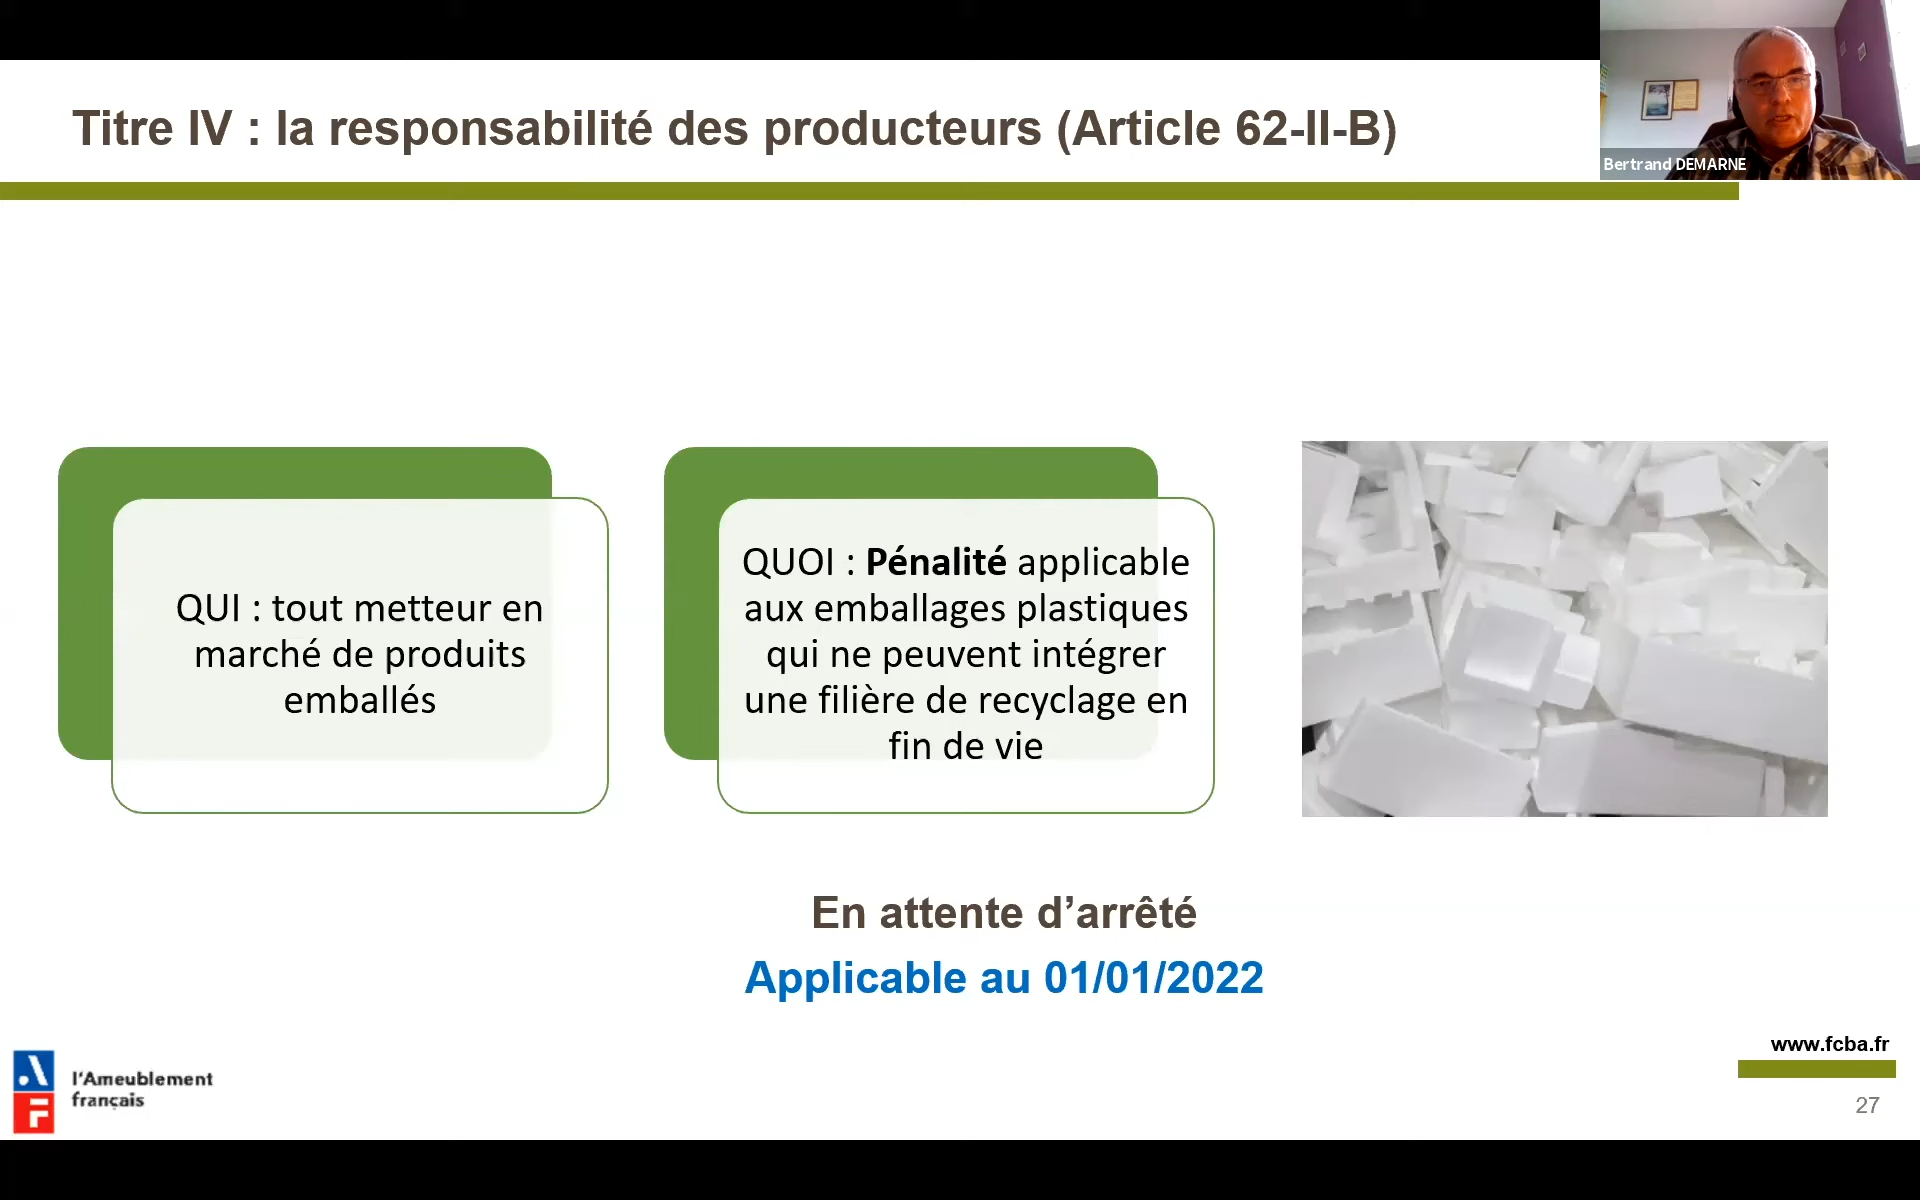 Titre IV : la responsabilité des producteurs (Article 62-II-B)
Bertrand DEMARNE
QUI : tout metteur en
marché de produits
emballés
QUOI : Pénalité applicable
aux emballages plastiques
qui ne peuvent intégrer
une filière de recyclage en
fin de vie
En attente d’arrêté
Applicable au 01/01/2022
l'Ameublement
français
www.fcba.fr
27